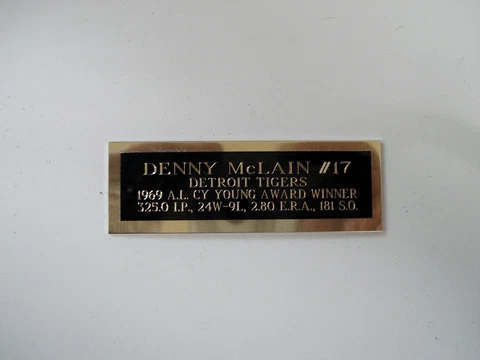 DENNY McLAIN #17
DETROIT TIGERS
1969 A.L. CY YOUNG AWARD WINNER
325.0 I.P., 24W-9L, 2.80 E.R.A., 181 S.O.